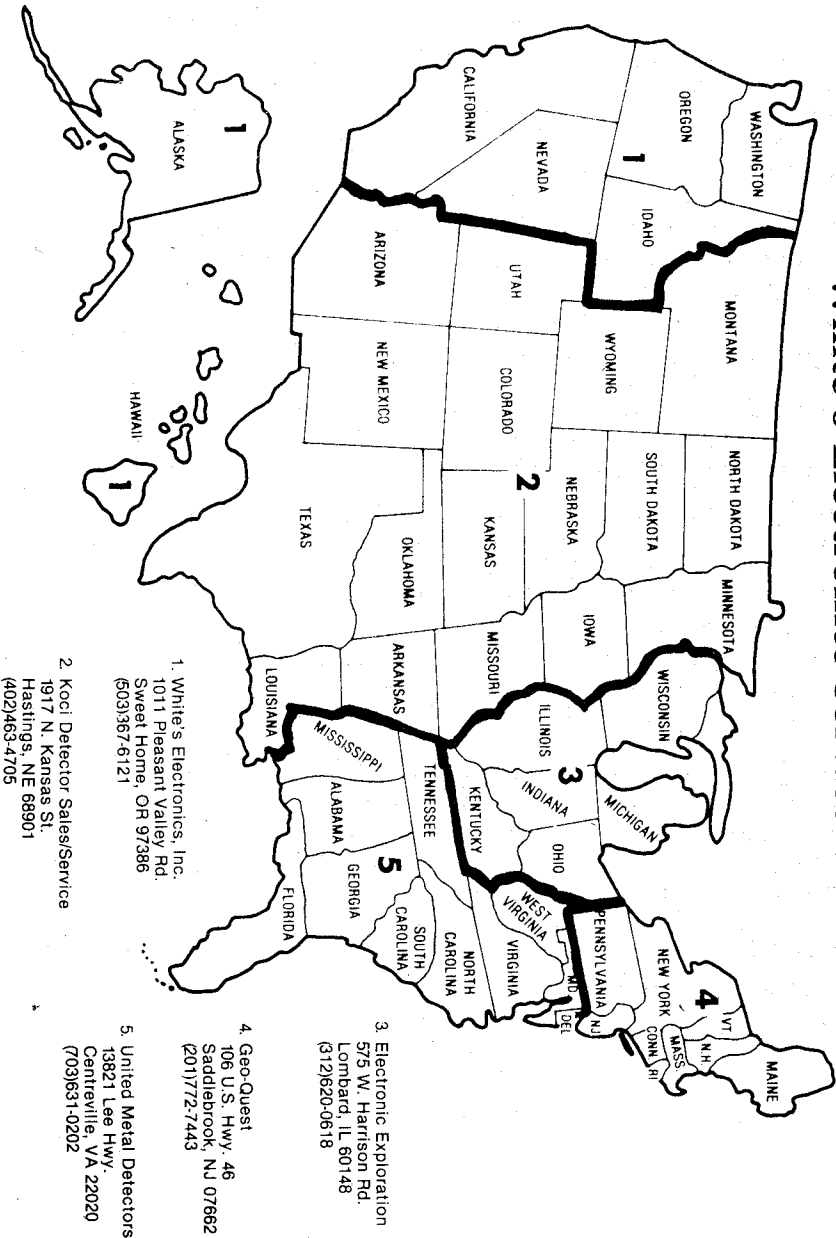 WASHINGTON
OREGON
CALIFORNIA
NEVADA
1
IDAHO
MONTANA
WYOMING
UTAH
ARIZONA
COLORADO
NEW MEXICO
NORTH DAKOTA
SOUTH DAKOTA
NEBRASKA
2
KANSAS
OKLAHOMA
TEXAS
MINNESOTA
IOWA
MISSOURI
ARKANSAS
LOUISIANA
WISCONSIN
ILLINOIS
3
MICHIGAN
INDIANA
OHIO
KENTUCKY
TENNESSEE
MISSISSIPPI
ALABAMA
5
GEORGIA
FLORIDA
SOUTH
CAROLINA
NORTH
CAROLINA
VIRGINIA
WEST
VIRGINIA
MD
DEL
PENNSYLVANIA
NJ
NEW YORK
4
VT
N.H.
MASS.
CONN.
RI
MAINE
1
ALASKA
HAWAII
1
1. White's Electronics, Inc.
1011 Pleasant Valley Rd.
Sweet Home, OR 97386
(503)367-6121
2. Koci Detector Sales/Service
1917 N. Kansas St.
Hastings, NE 68901
(402)463-4705
3. Electronic Exploration
575 W. Harrison Rd.
Lombard, IL 60148
(312)620-0618
4. Geo-Quest
106 U.S. Hwy. 46
Saddlebrook, NJ 07662
(201)772-7443
5. United Metal Detectors
13821 Lee Hwy.
Centreville, VA 22020
(703)631-0202